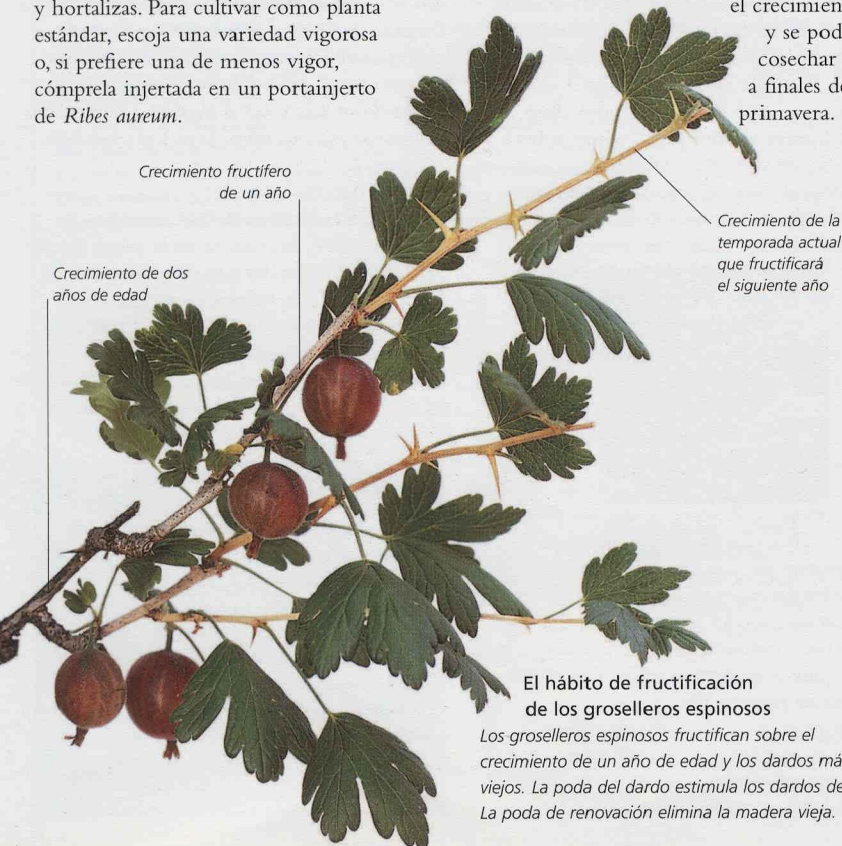 y hortalizas. Para cultivar como planta
estándar, escoja una variedad vigorosa
o, si prefiere una de menos vigor,
cómprela injertada en un portainjerto
de Ribes aureum.
el crecimien
y se pod
cosechar
a finales de
primavera.
Crecimiento fructífero
de un año
Crecimiento de dos
años de edad
Crecimiento de la
temporada actual
que fructificará
el siguiente año
El hábito de fructificación
de los groselleros espinosos
Los groselleros espinosos fructifican sobre el
crecimiento de un año de edad y los dardos má
viejos. La poda del dardo estimula los dardos de
La poda de renovación elimina la madera vieja.